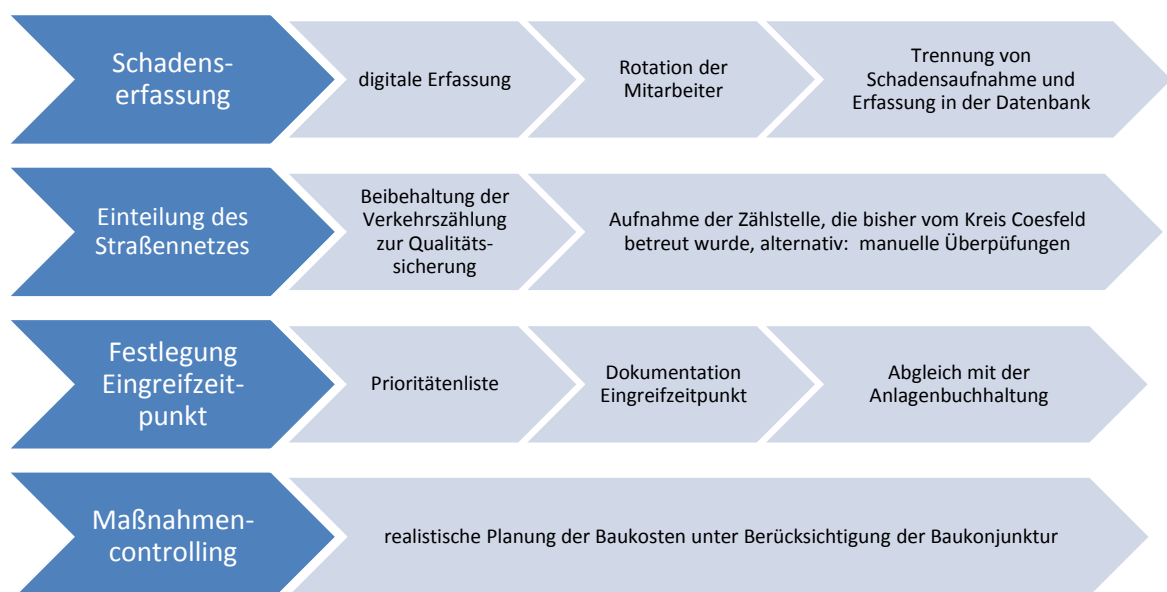 Schadens-
erfassung
digitale Erfassung
Rotation der
Mitarbeiter
Trennung von
Schadensaufnahme und
Erfassung in der Datenbank
Einteilung des
Straßennetzes
Beibehaltung der
Verkehrszählung
zur Qualitäts-
sicherung
Aufnahme der Zählstelle, die bisher vom Kreis Coesfeld
betreut wurde, alternativ: manuelle Überpüfungen
Festlegung
Eingreifzeit-
punkt
Prioritätenliste
Dokumentation
Eingreifzeitpunkt
Abgleich mit der
Anlagenbuchhaltung
Maßnahmen-
controlling
realistische Planung der Baukosten unter Berücksichtigung der Baukonjunktur